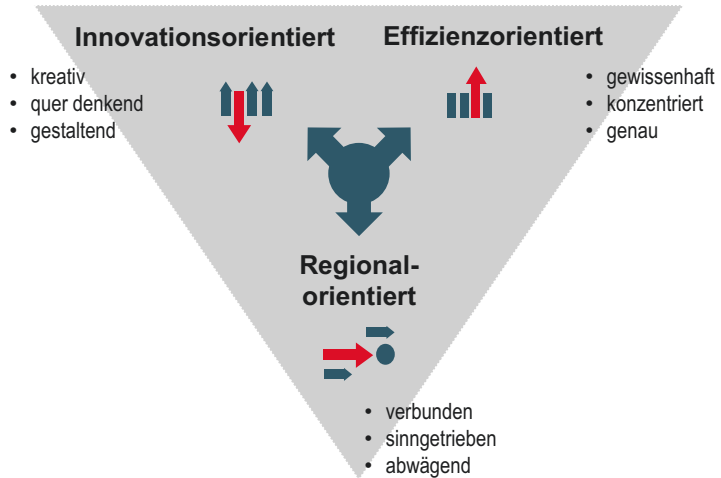 Innovationsorientiert
• kreativ
• quer denkend
• gestaltend
Effizienzorientiert
• gewissenhaft
• konzentriert
• genau
Regional-
orientiert
• verbunden
• sinngetrieben
• abwägend